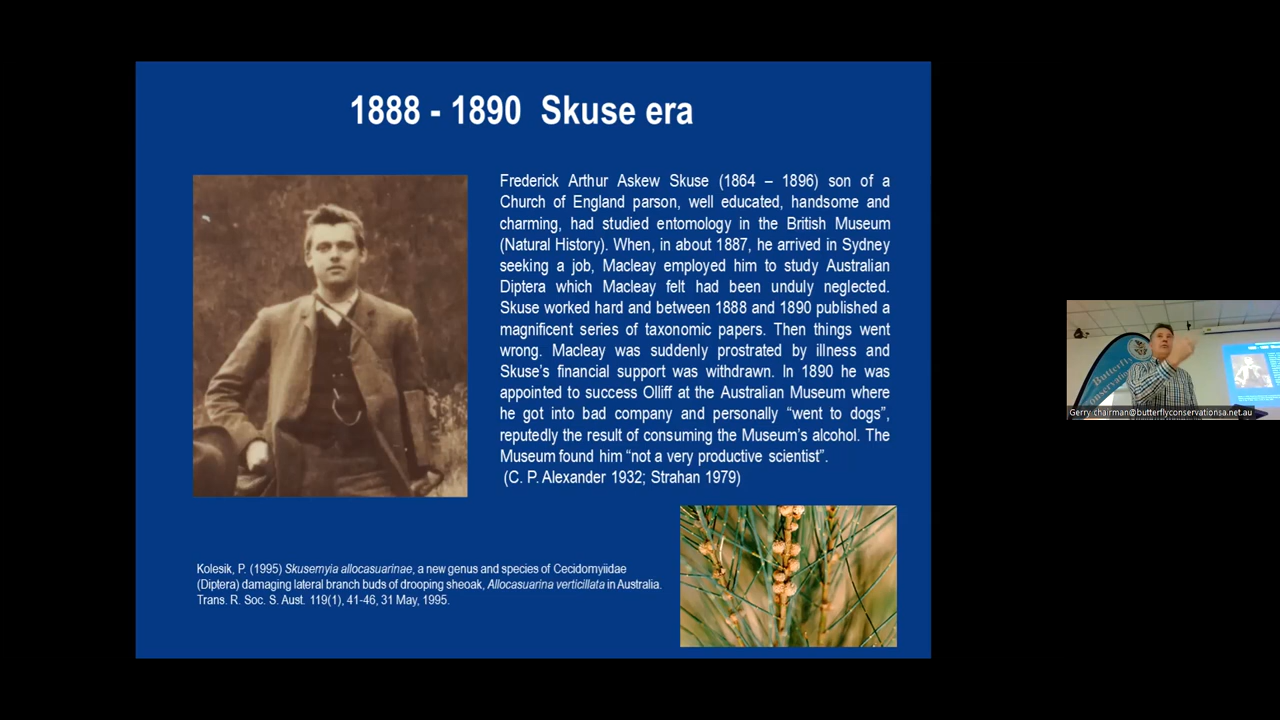 1888 - 1890 Skuse era
Frederick Arthur Askew Skuse (1864 – 1896) son of a
Church of England parson, well educated, handsome and
charming, had studied entomology in the British Museum
(Natural History). When, in about 1887, he arrived in Sydney
seeking a job, Macleay employed him to study Australian
Diptera which Macleay felt had been unduly neglected.
Skuse worked hard and between 1888 and 1890 published a
magnificent series of taxonomic papers. Then things went
wrong. Macleay was suddenly prostrated by illness and
Skuse’s financial support was withdrawn. In 1890 he was
appointed to success Olliff at the Australian Museum where
he got into bad company and personally “went to dogs”,
reputedly the result of consuming the Museum’s alcohol. The
Museum found him “not a very productive scientist”.
(C. P. Alexander 1932; Strahan 1979)
Kolesik, P. (1995) Skusemyia allocasuarinae, a new genus and species of Cecidomyiidae
(Diptera) damaging lateral branch buds of drooping sheoak, Allocasuarina verticillata in Australia.
Trans. R. Soc. S. Aust. 119(1), 41-46, 31 May, 1995.
Butterfly
Conservation
Gerry chairman@butterflyconservationsa.net.au